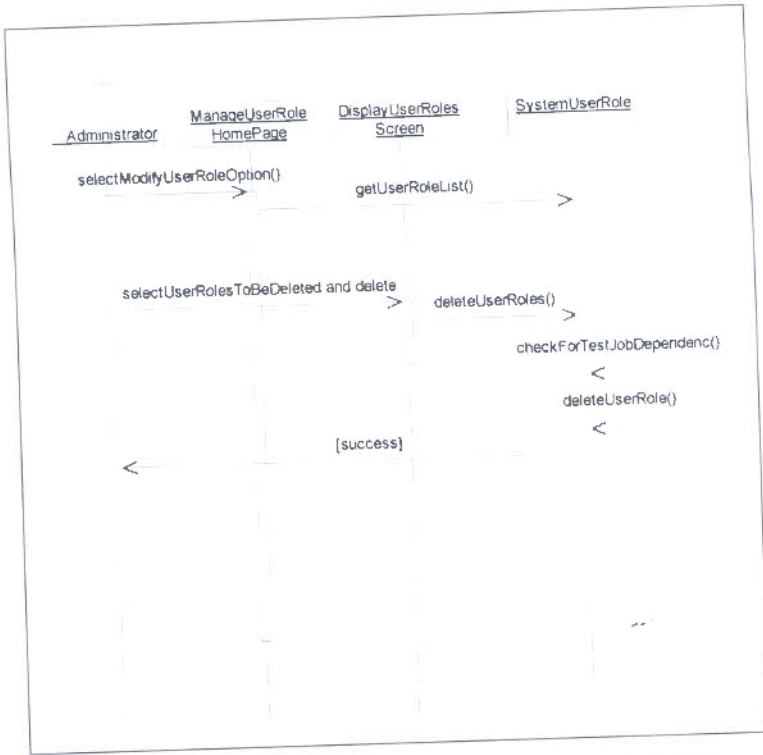 Administrator
ManageUserRole
HomePage
DisplayUserRoles
Screen
SystemUserRole
selectModifyUserRoleOption()
getUserRoleList()
selectUserRolesToBeDeleted and delete
deleteUserRoles()
checkForTestJobDependenc()
deleteUserRole()
[success]